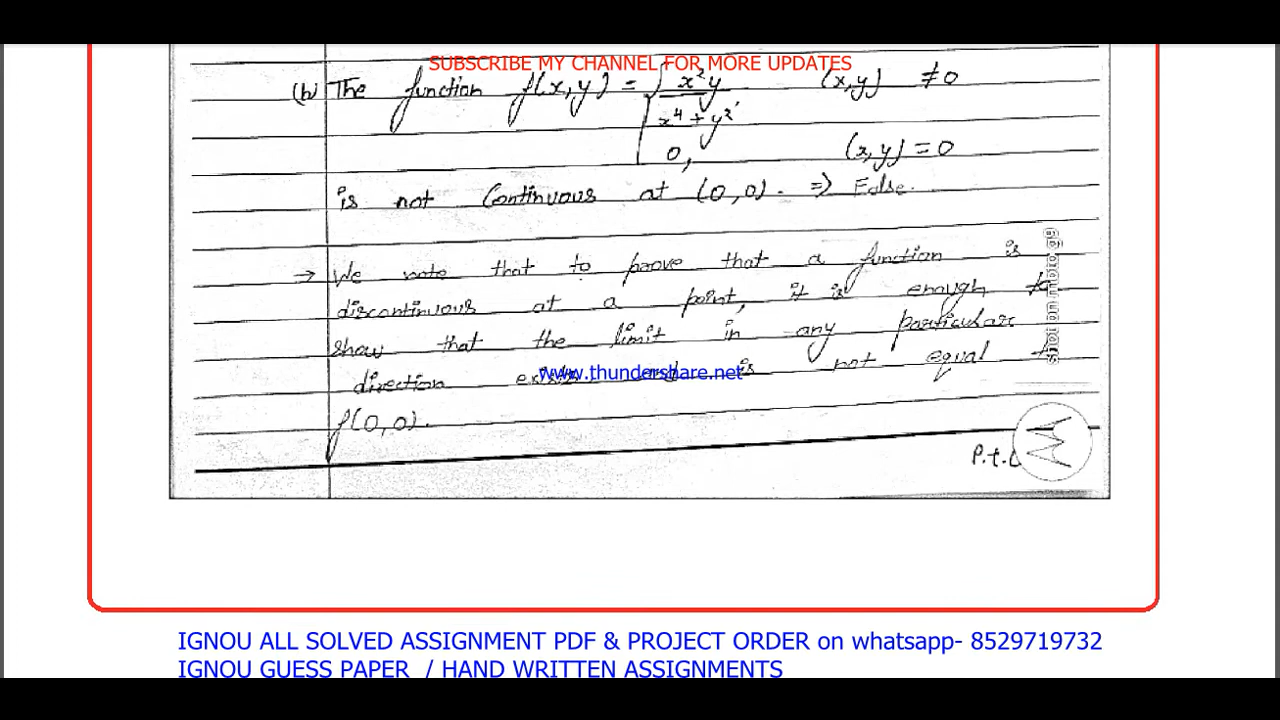 SUBSCRIBE MY CHANNEL FOR MORE UPDATES
(b) The function f(x,y) = { x²y / x⁴ + y² (x,y) ≠ 0
0, (x,y) = 0
is not Continuous at (0,0). => False.
→ We note that to prove that a function is
discontinuous at a point, it is enough to
show that the limit in any particular
direction and is not equal
www.thundershare.net
f(0,0).
P.t.
IGNOU ALL SOLVED ASSIGNMENT PDF & PROJECT ORDER on whatsapp- 8529719732
IGNOU GUESS PAPER / HAND WRITTEN ASSIGNMENTS